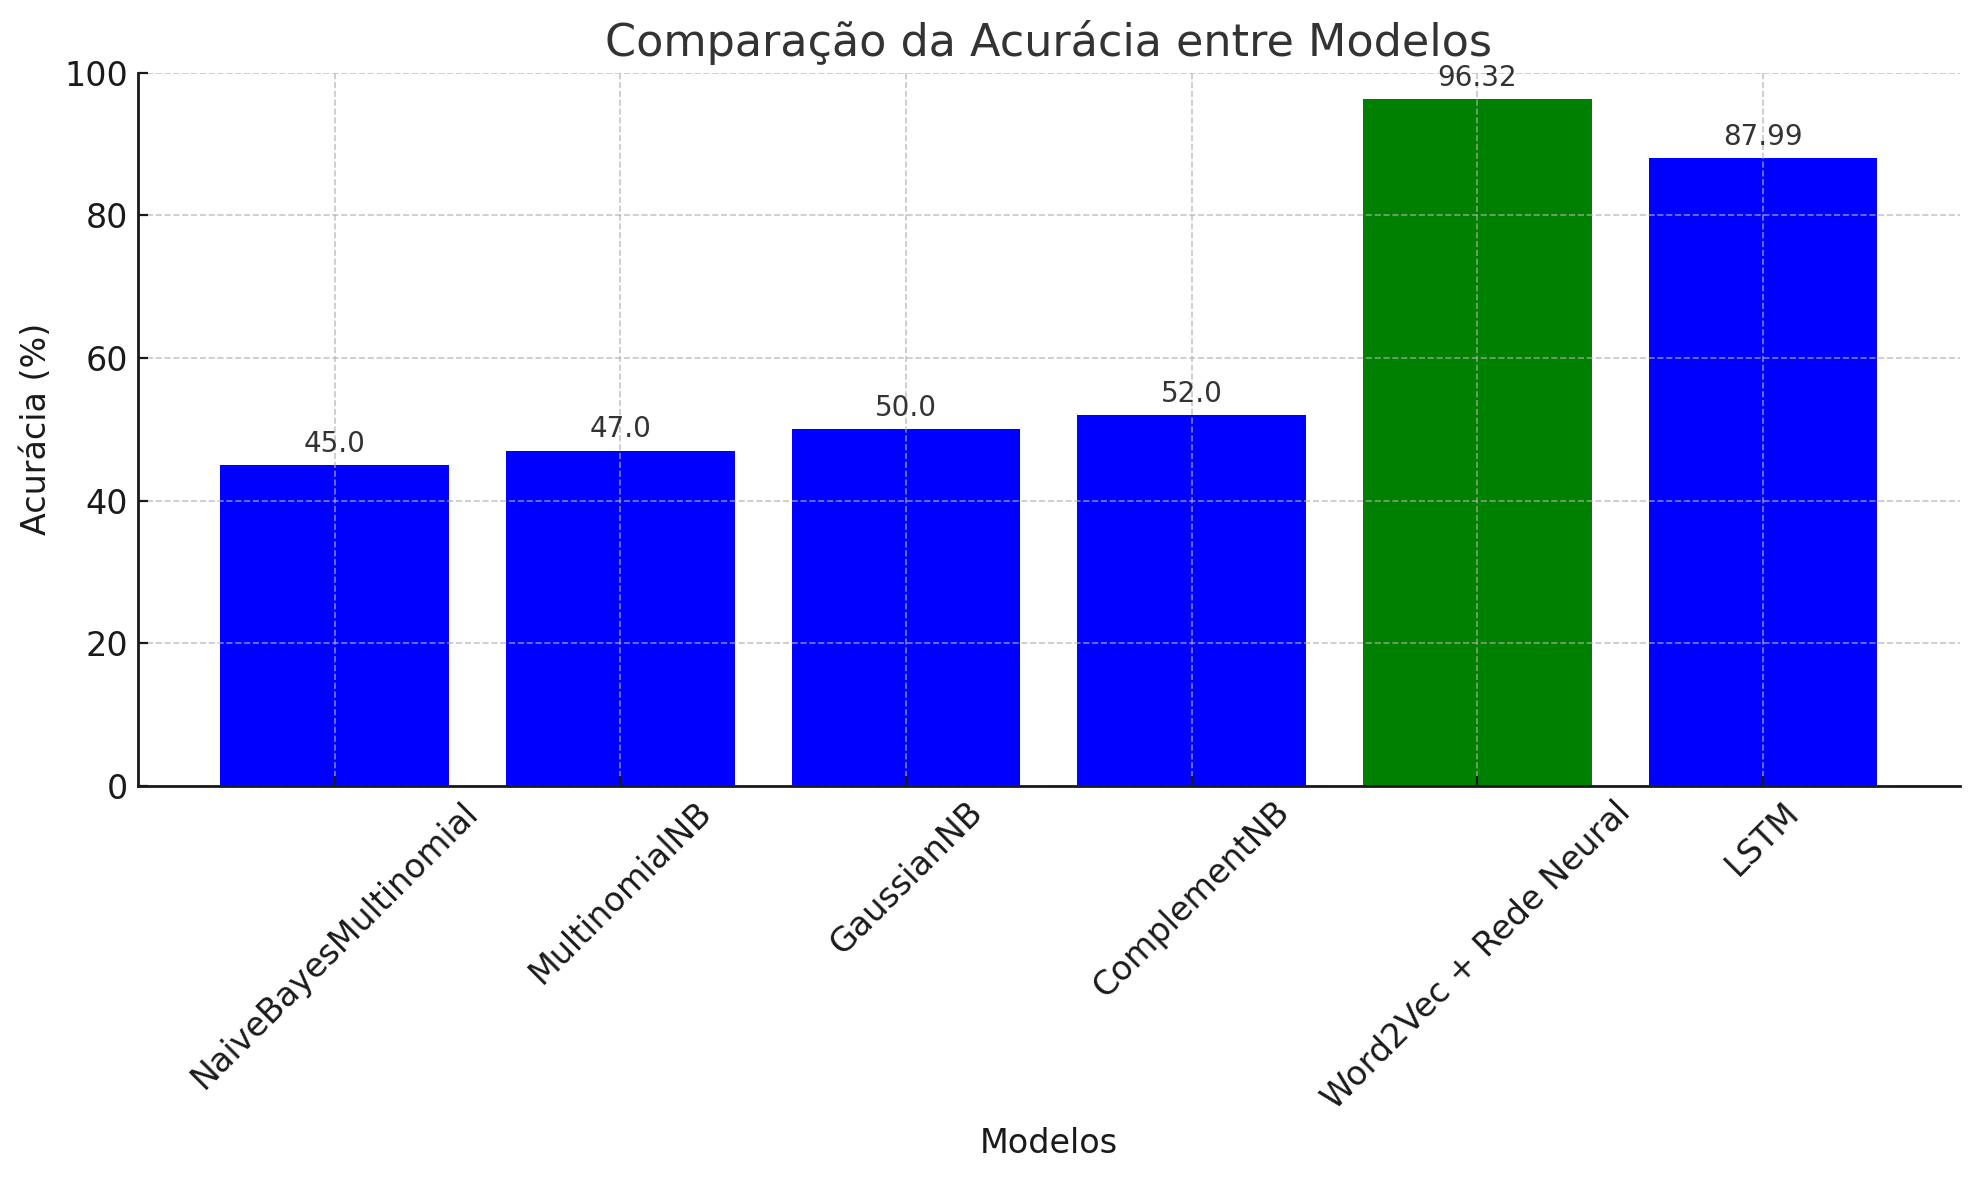 Comparação da Acurácia entre Modelos
Acurácia (%)
100
80
60
40
20
0
45.0
47.0
50.0
52.0
96.32
87.99
NaiveBayesMultinomial
MultinomialNB
GaussianNB
ComplementNB
Word2Vec + Rede Neural
LSTM
Modelos